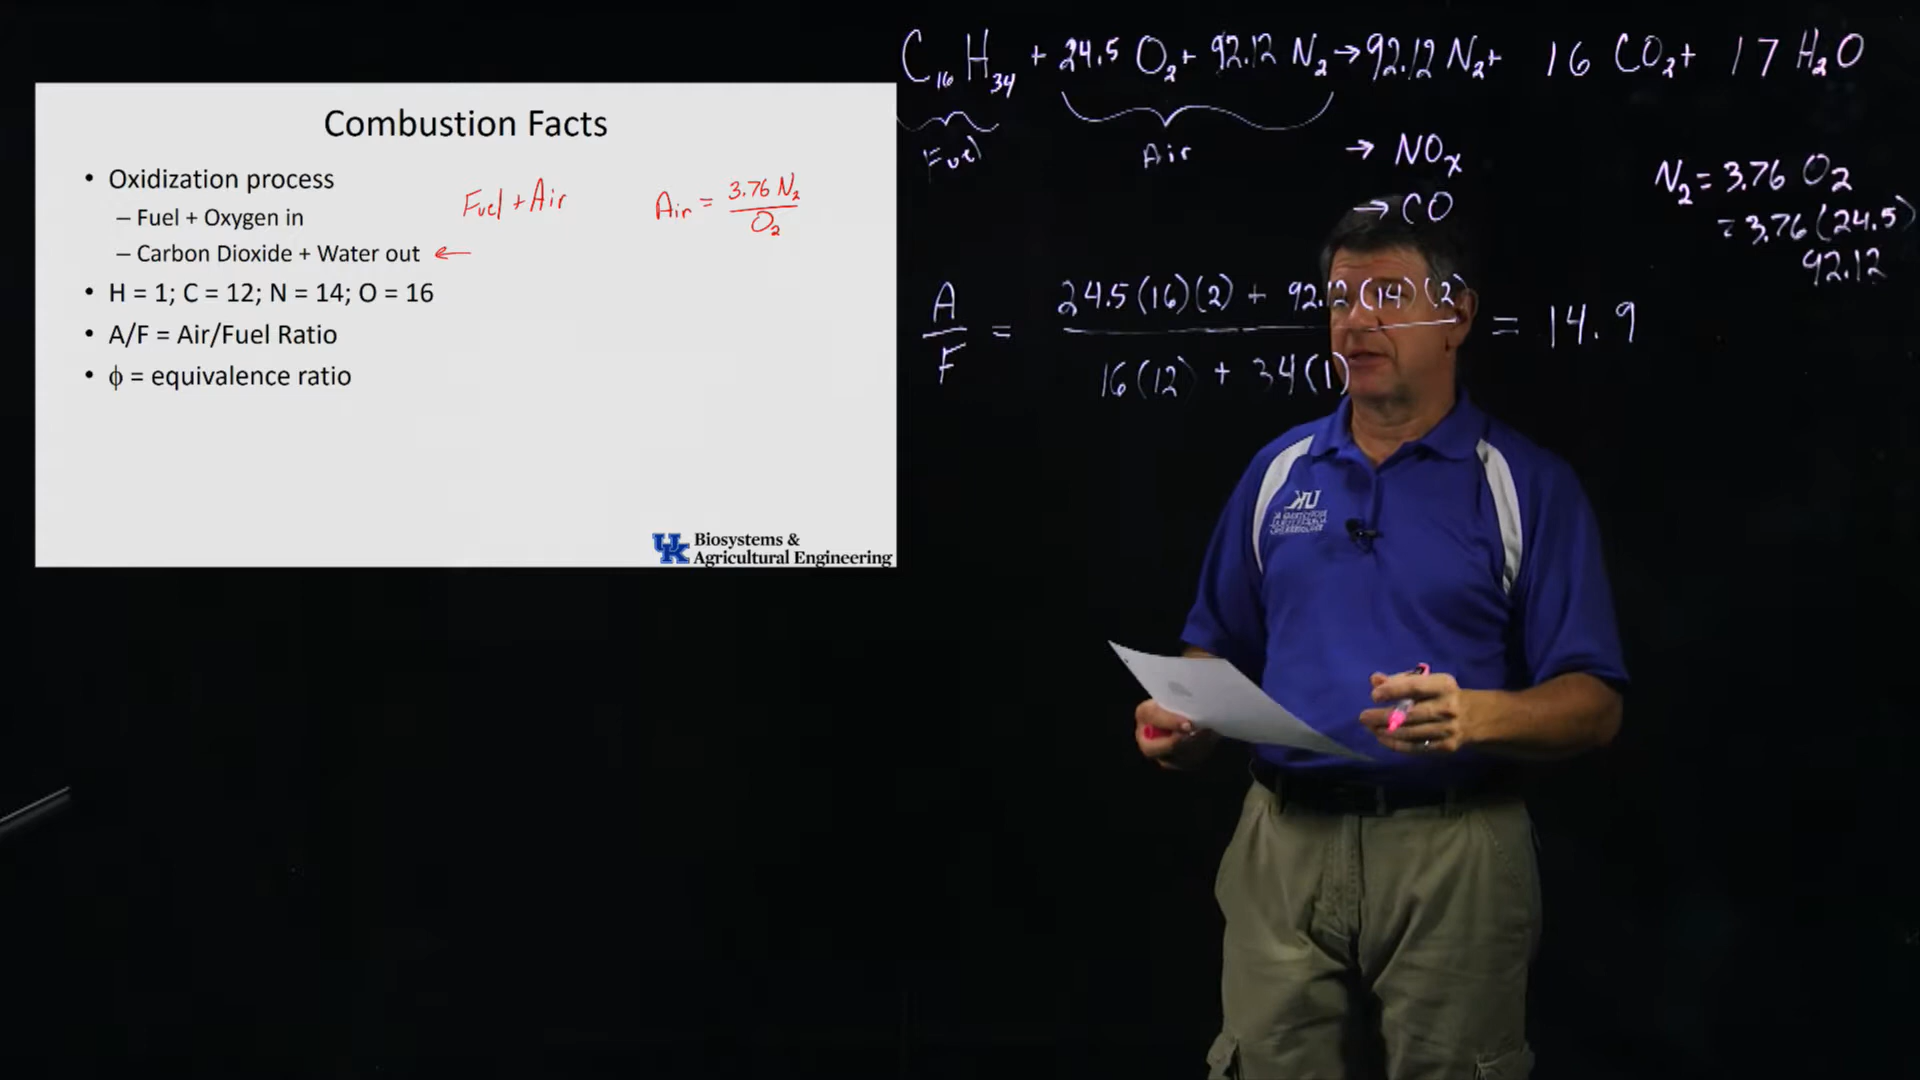 C₁₆H₃₄ + 24.5 O₂ + 92.12 N₂ → 92.12 N₂ + 16 CO₂ + 17 H₂O
Fuel
Air
→ NOₓ
→ CO
N₂ = 3.76 O₂
= 3.76 (24.5)
92.12
A/F = (24.5(16)(2) + 92.12(14)(2)) / (16(12) + 34(1)) = 14.9
Combustion Facts
• Oxidization process
– Fuel + Oxygen in
– Carbon Dioxide + Water out ←
• H = 1; C = 12; N = 14; O = 16
• A/F = Air/Fuel Ratio
• ϕ = equivalence ratio
Fuel + Air
Air = 3.76 N₂ / O₂
UK Biosystems &
Agricultural Engineering
UK